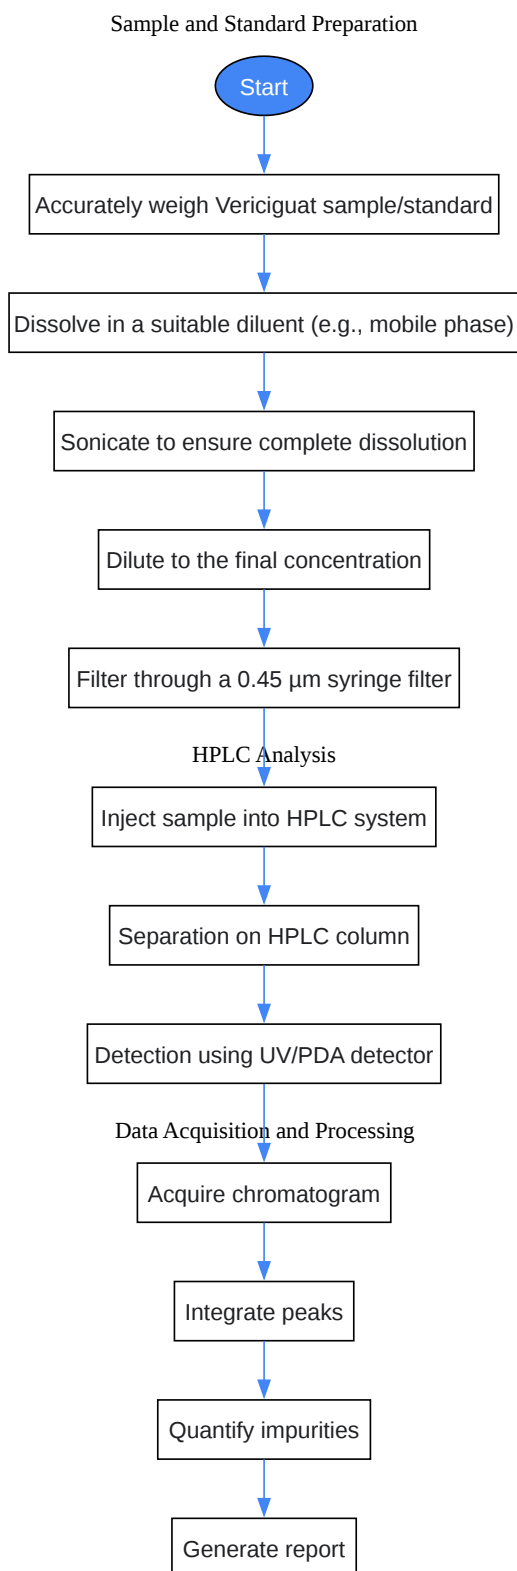 Sample and Standard Preparation
Start
Accurately weigh Vericiguat sample/standard
Dissolve in a suitable diluent (e.g., mobile phase)
Sonicate to ensure complete dissolution
Dilute to the final concentration
Filter through a 0.45 µm syringe filter
HPLC Analysis
Inject sample into HPLC system
Separation on HPLC column
Detection using UV/PDA detector
Data Acquisition and Processing
Acquire chromatogram
Integrate peaks
Quantify impurities
Generate report